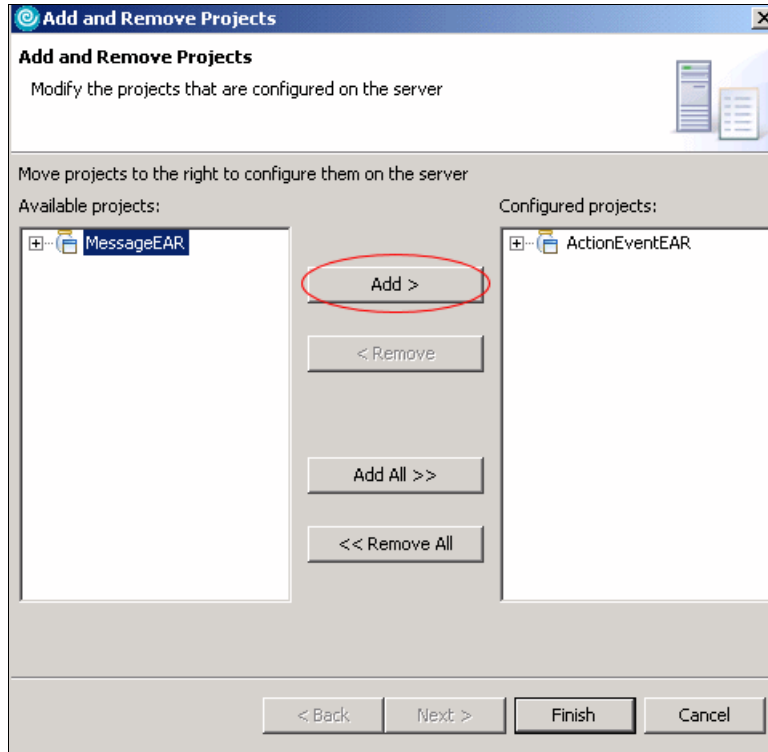 Add and Remove Projects
Add and Remove Projects
Modify the projects that are configured on the server
Move projects to the right to configure them on the server
Available projects:
Configured projects:
MessageEAR
ActionEventEAR
Add >
< Remove
Add All >>
<< Remove All
< Back
Next >
Finish
Cancel